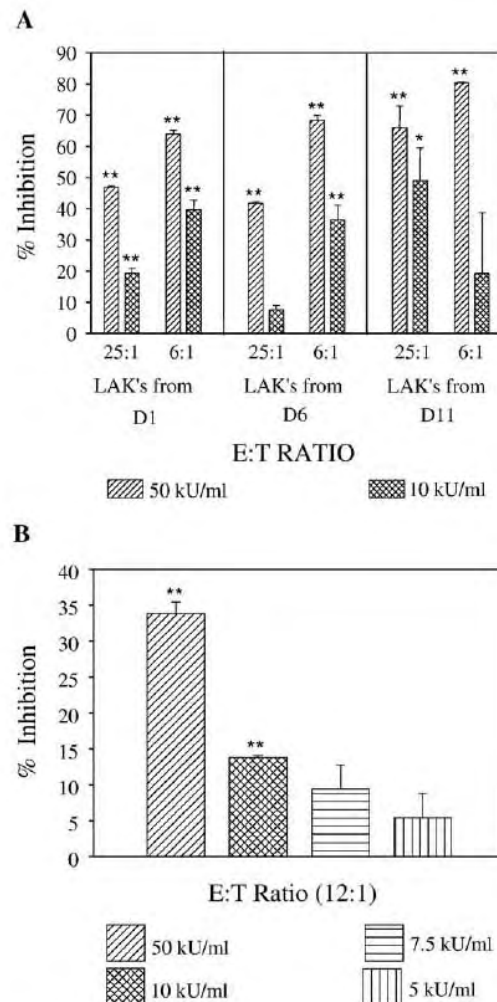 A
90
80
70
60
50
40
30
20
10
0
% Inhibition
** ** ** ** ** ** ** ** * **
25:1 6:1 25:1 6:1 25:1 6:1
LAK's from LAK's from LAK's from
D1 D6 D11
E:T RATIO
50 kU/ml 10 kU/ml
B
40
35
30
25
20
15
10
5
0
% Inhibition
** **
E:T Ratio (12:1)
50 kU/ml 7.5 kU/ml
10 kU/ml 5 kU/ml